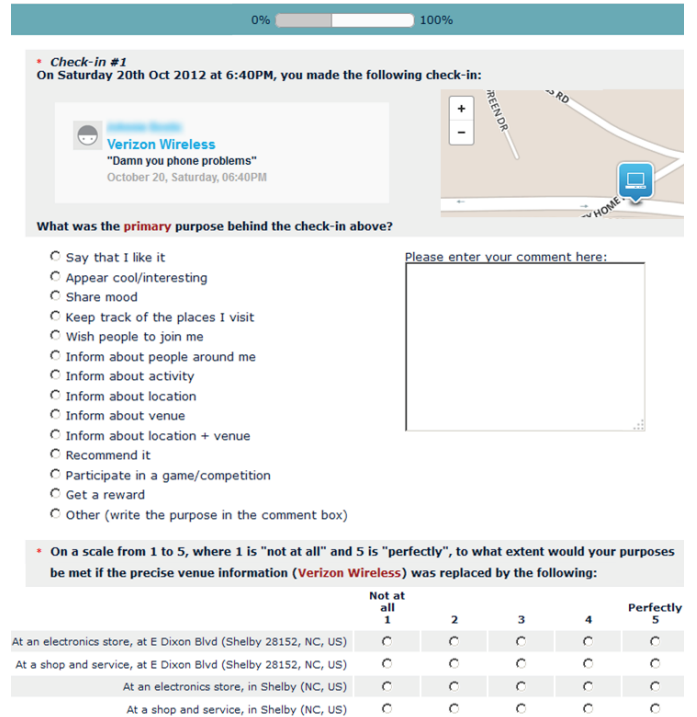 0% 100%
* Check-in #1
On Saturday 20th Oct 2012 at 6:40PM, you made the following check-in:
Verizon Wireless
"Damn you phone problems"
October 20, Saturday, 06:40PM
+
-
REEN DR
S RD
Y HOME
What was the primary purpose behind the check-in above?
Say that I like it
Appear cool/interesting
Share mood
Keep track of the places I visit
Wish people to join me
Inform about people around me
Inform about activity
Inform about location
Inform about venue
Inform about location + venue
Recommend it
Participate in a game/competition
Get a reward
Other (write the purpose in the comment box)
Please enter your comment here:
* On a scale from 1 to 5, where 1 is "not at all" and 5 is "perfectly", to what extent would your purposes
be met if the precise venue information (Verizon Wireless) was replaced by the following:
Not at
all Perfectly
1 2 3 4 5
At an electronics store, at E Dixon Blvd (Shelby 28152, NC, US)
At a shop and service, at E Dixon Blvd (Shelby 28152, NC, US)
At an electronics store, in Shelby (NC, US)
At a shop and service, in Shelby (NC, US)